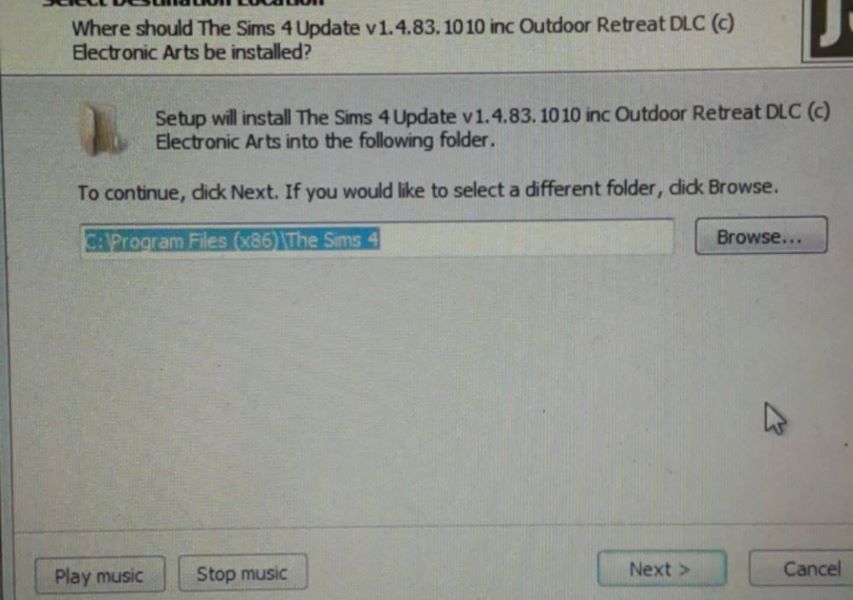 Select Destination Location
Where should The Sims 4 Update v1.4.83.1010 inc Outdoor Retreat DLC (c)
Electronic Arts be installed?
Setup will install The Sims 4 Update v1.4.83.1010 inc Outdoor Retreat DLC (c)
Electronic Arts into the following folder.
To continue, click Next. If you would like to select a different folder, click Browse.
C:\Program Files (x86)\The Sims 4
Browse...
Play music
Stop music
Next >
Cancel